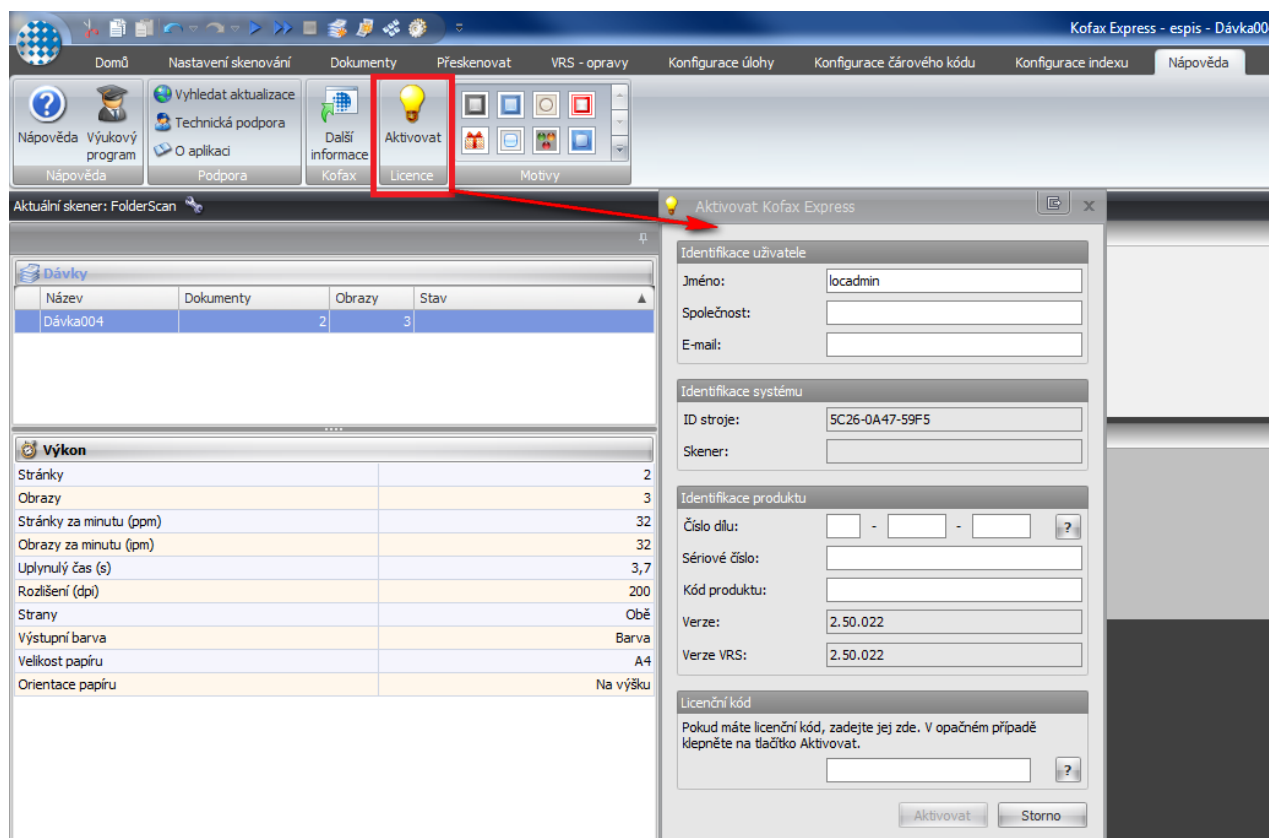 Kofax Express - espis - Dávka00
Domů Nastavení skenování Dokumenty Přeskenovat VRS - opravy Konfigurace úlohy Konfigurace čárového kódu Konfigurace indexu Nápověda
Nápověda
Výukový program
Vyhledat aktualizace
Technická podpora
O aplikaci
Další informace
Aktivovat
Nápověda Podpora Kofax Licence Motivy
Aktuální skener: FolderScan
Dávky
Název Dokumenty Obrazy Stav
Dávka004 2 3
Výkon
Stránky 2
Obrazy 3
Stránky za minutu (ppm) 32
Obrazy za minutu (ipm) 32
Uplynulý čas (s) 3,7
Rozlišení (dpi) 200
Strany Obě
Výstupní barva Barva
Velikost papíru A4
Orientace papíru Na výšku
Aktivovat Kofax Express
Identifikace uživatele
Jméno: locadmin
Společnost:
E-mail:
Identifikace systému
ID stroje: 5C26-0A47-59F5
Skener:
Identifikace produktu
Číslo dílu: - - ?
Sériové číslo:
Kód produktu:
Verze: 2.50.022
Verze VRS: 2.50.022
Licenční kód
Pokud máte licenční kód, zadejte jej zde. V opačném případě
klepněte na tlačítko Aktivovat.
?
Aktivovat Storno